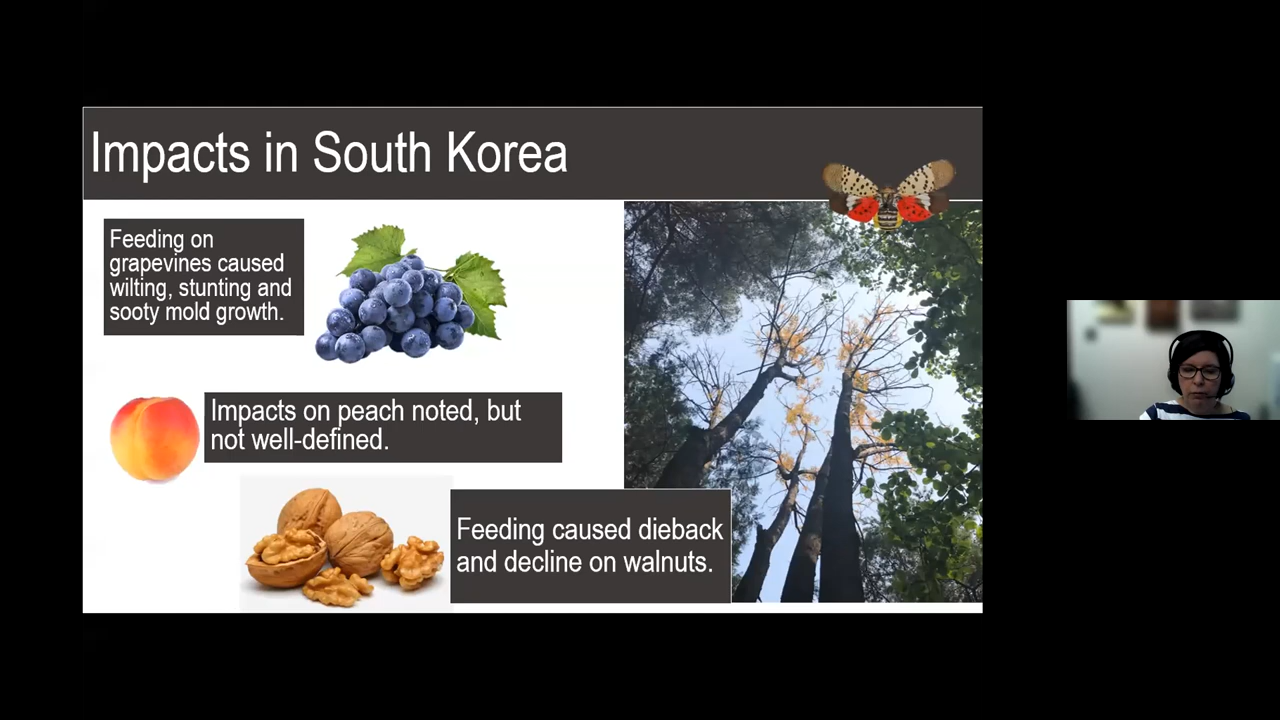 Impacts in South Korea
Feeding on
grapevines caused
wilting, stunting and
sooty mold growth.
Impacts on peach noted, but
not well-defined.
Feeding caused dieback
and decline on walnuts.